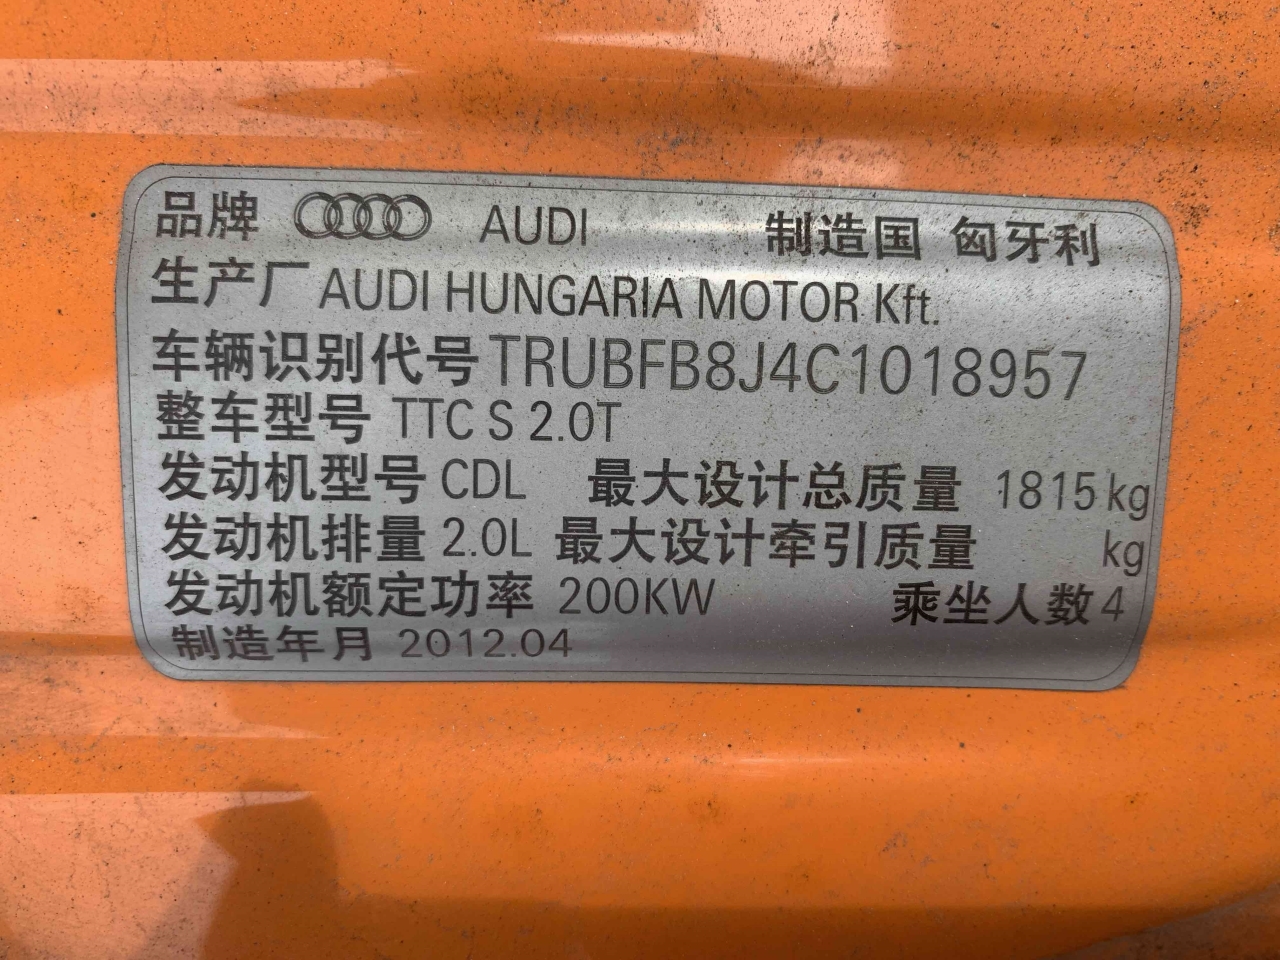 品牌 AUDI 制造国 匈牙利
生产厂 AUDI HUNGARIA MOTOR Kft.
车辆识别代号 TRUBFB8J4C1018957
整车型号 TTC S 2.0T
发动机型号 CDL 最大设计总质量 1815 kg
发动机排量 2.0L 最大设计牵引质量 kg
发动机额定功率 200KW 乘坐人数 4
制造年月 2012.04